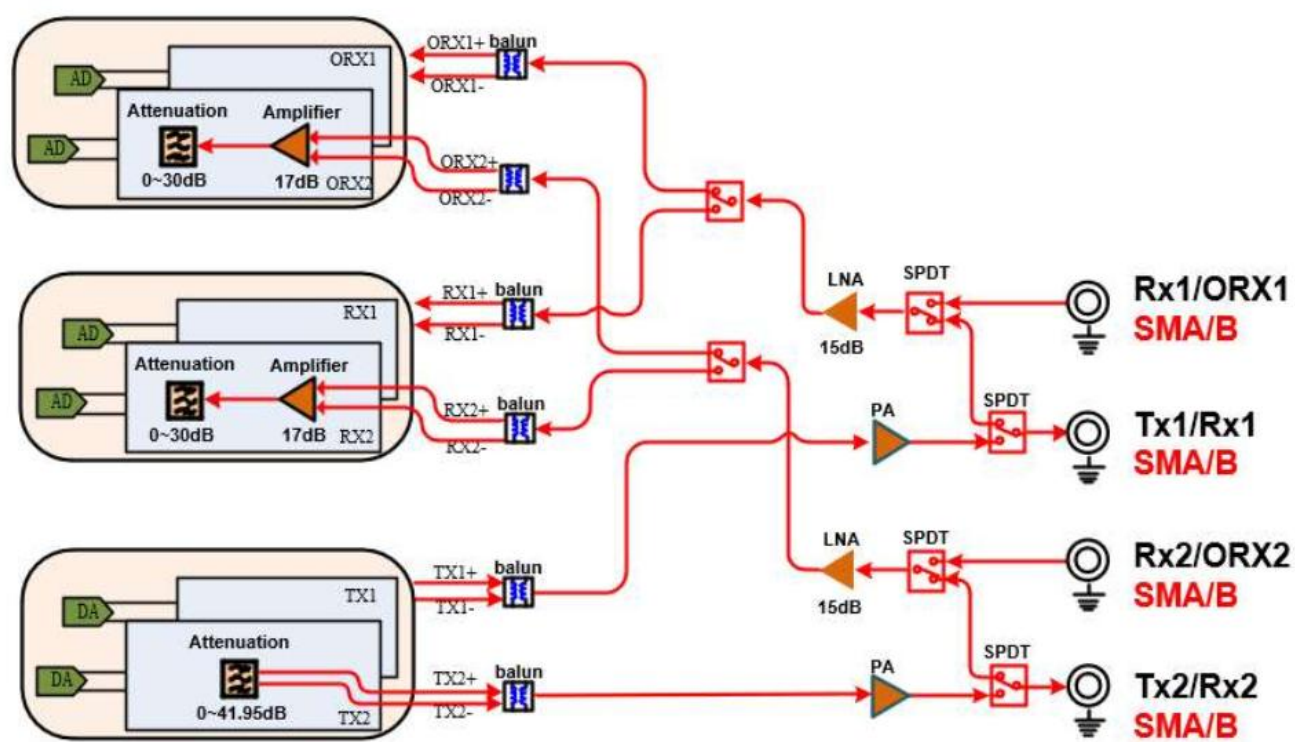 ORX1+ balun
ORX1
ORX1-
AD
Attenuation Amplifier
AD
ORX2+
0~30dB 17dB ORX2
ORX2-
LNA SPDT
Rx1/ORX1
SMA/B
15dB
RX1+ balun
RX1
RX1-
AD
Attenuation Amplifier
AD
RX2+ balun
0~30dB 17dB RX2
RX2-
PA SPDT
Tx1/Rx1
SMA/B
LNA SPDT
Rx2/ORX2
SMA/B
15dB
TX1+ balun
TX1
TX1-
DA
Attenuation
DA
TX2+ balun
0~41.95dB TX2
TX2-
PA SPDT
Tx2/Rx2
SMA/B